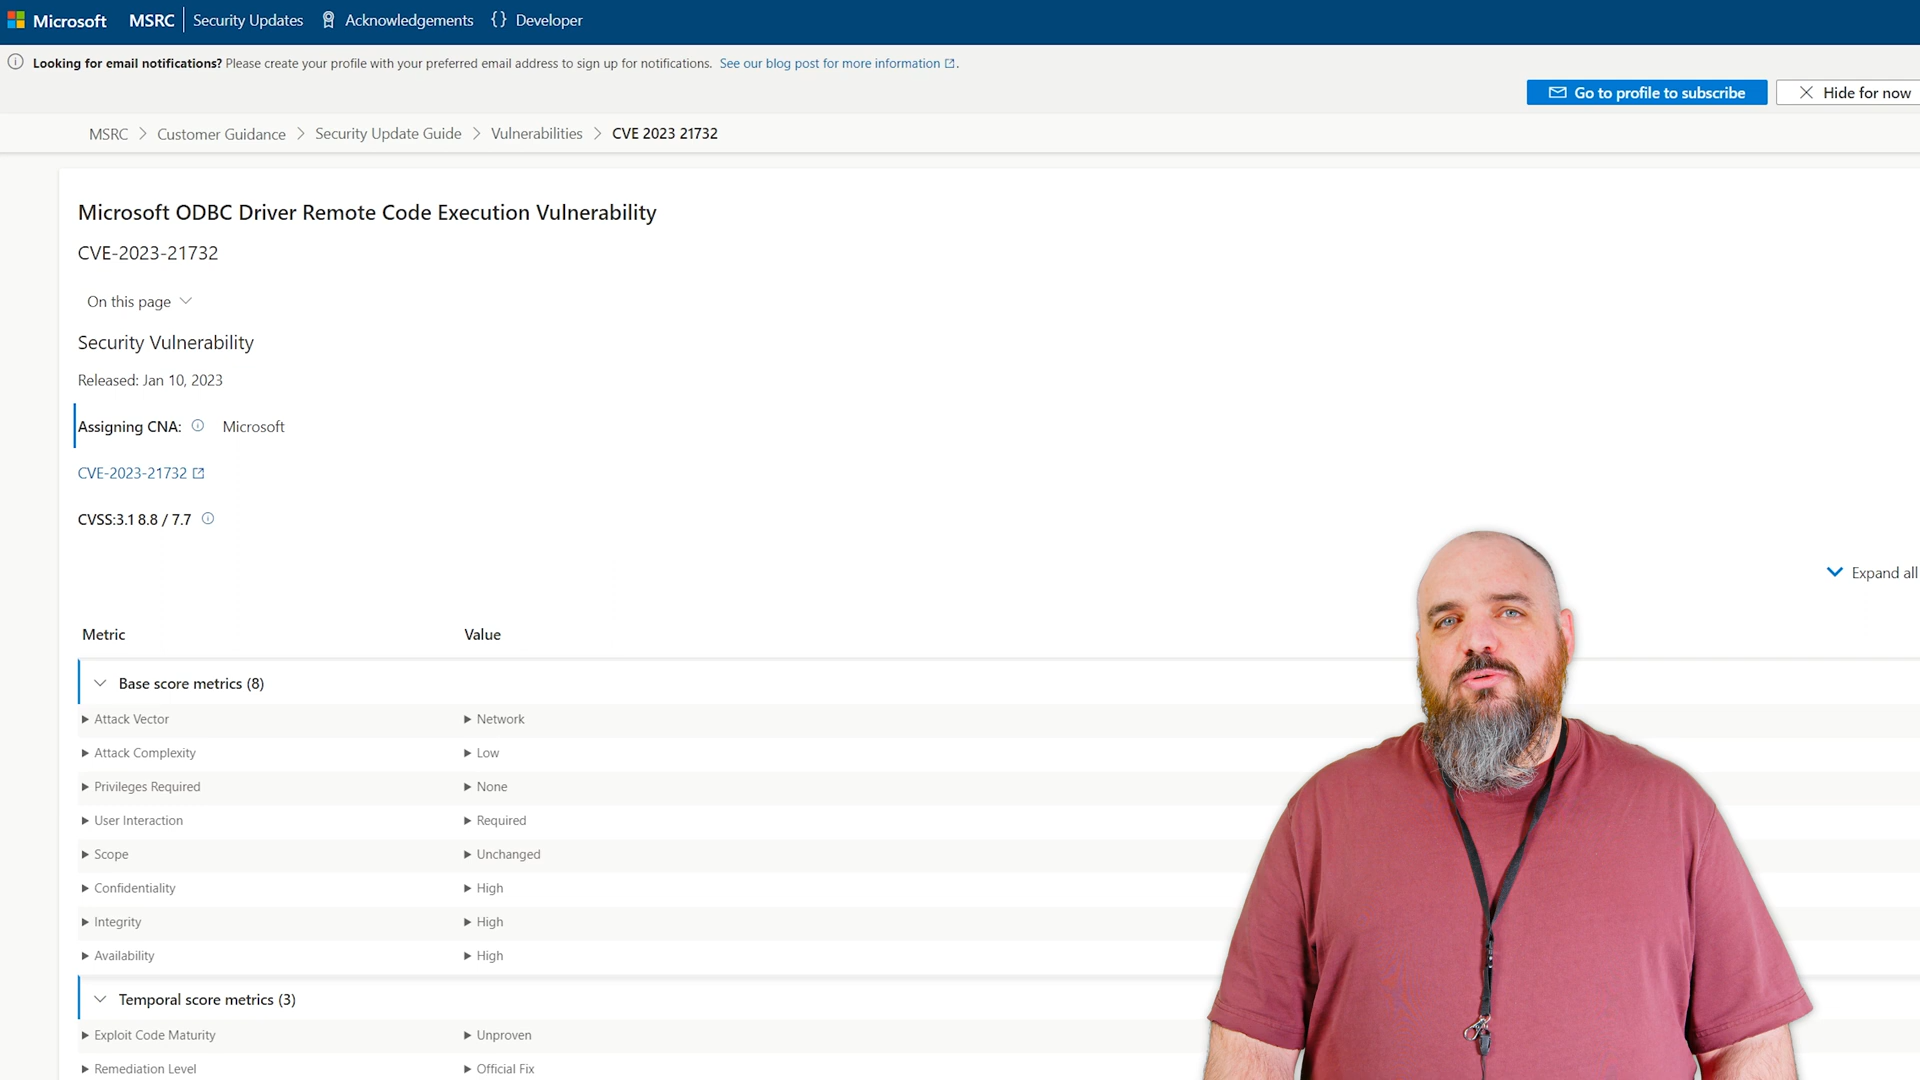 Microsoft MSRC Security Updates Acknowledgements {} Developer
Looking for email notifications? Please create your profile with your preferred email address to sign up for notifications. See our blog post for more information.
Go to profile to subscribe
Hide for now
MSRC > Customer Guidance > Security Update Guide > Vulnerabilities > CVE 2023 21732
Microsoft ODBC Driver Remote Code Execution Vulnerability
CVE-2023-21732
On this page
Security Vulnerability
Released: Jan 10, 2023
Assigning CNA: Microsoft
CVE-2023-21732
CVSS:3.1 8.8 / 7.7
Expand all
Metric Value
Base score metrics (8)
Attack Vector Network
Attack Complexity Low
Privileges Required None
User Interaction Required
Scope Unchanged
Confidentiality High
Integrity High
Availability High
Temporal score metrics (3)
Exploit Code Maturity Unproven
Remediation Level Official Fix